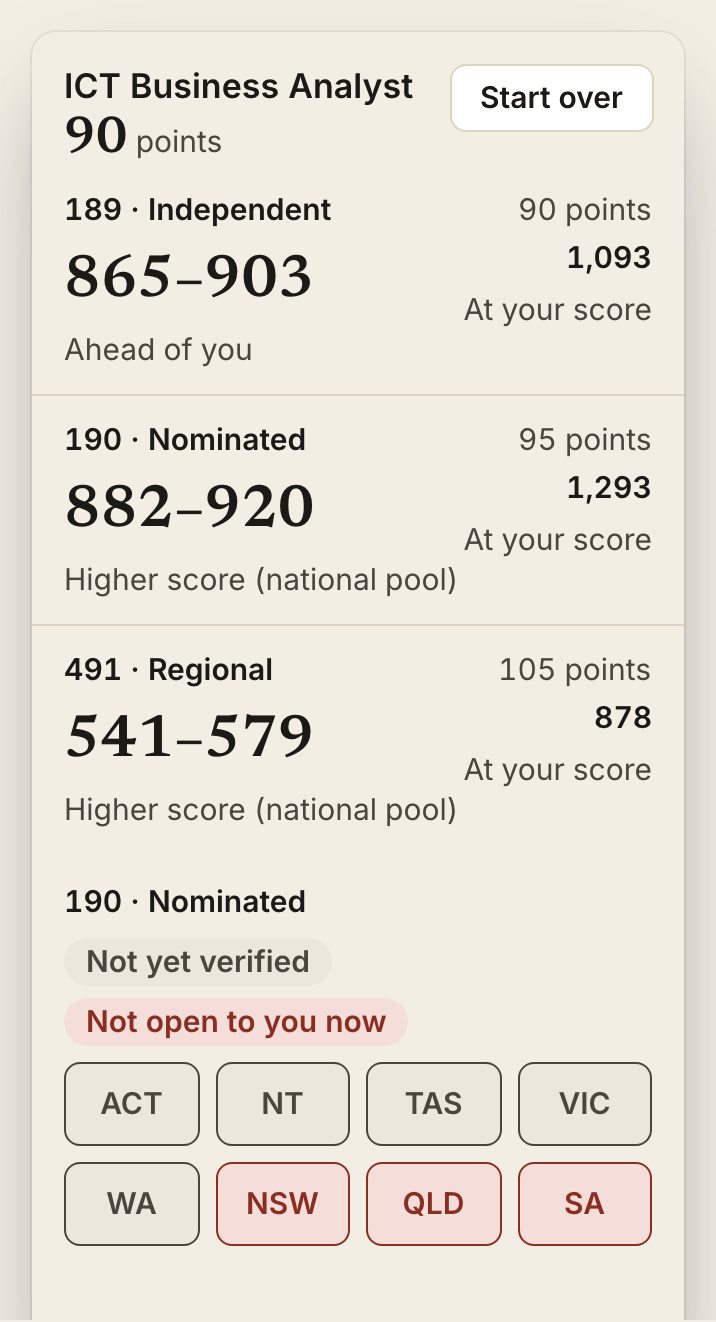 ICT Business Analyst
Start over
90 points
189 · Independent
90 points
865–903
1,093
At your score
Ahead of you
190 · Nominated
95 points
882–920
1,293
At your score
Higher score (national pool)
491 · Regional
105 points
541–579
878
At your score
Higher score (national pool)
190 · Nominated
Not yet verified
Not open to you now
ACT NT TAS VIC
WA NSW QLD SA